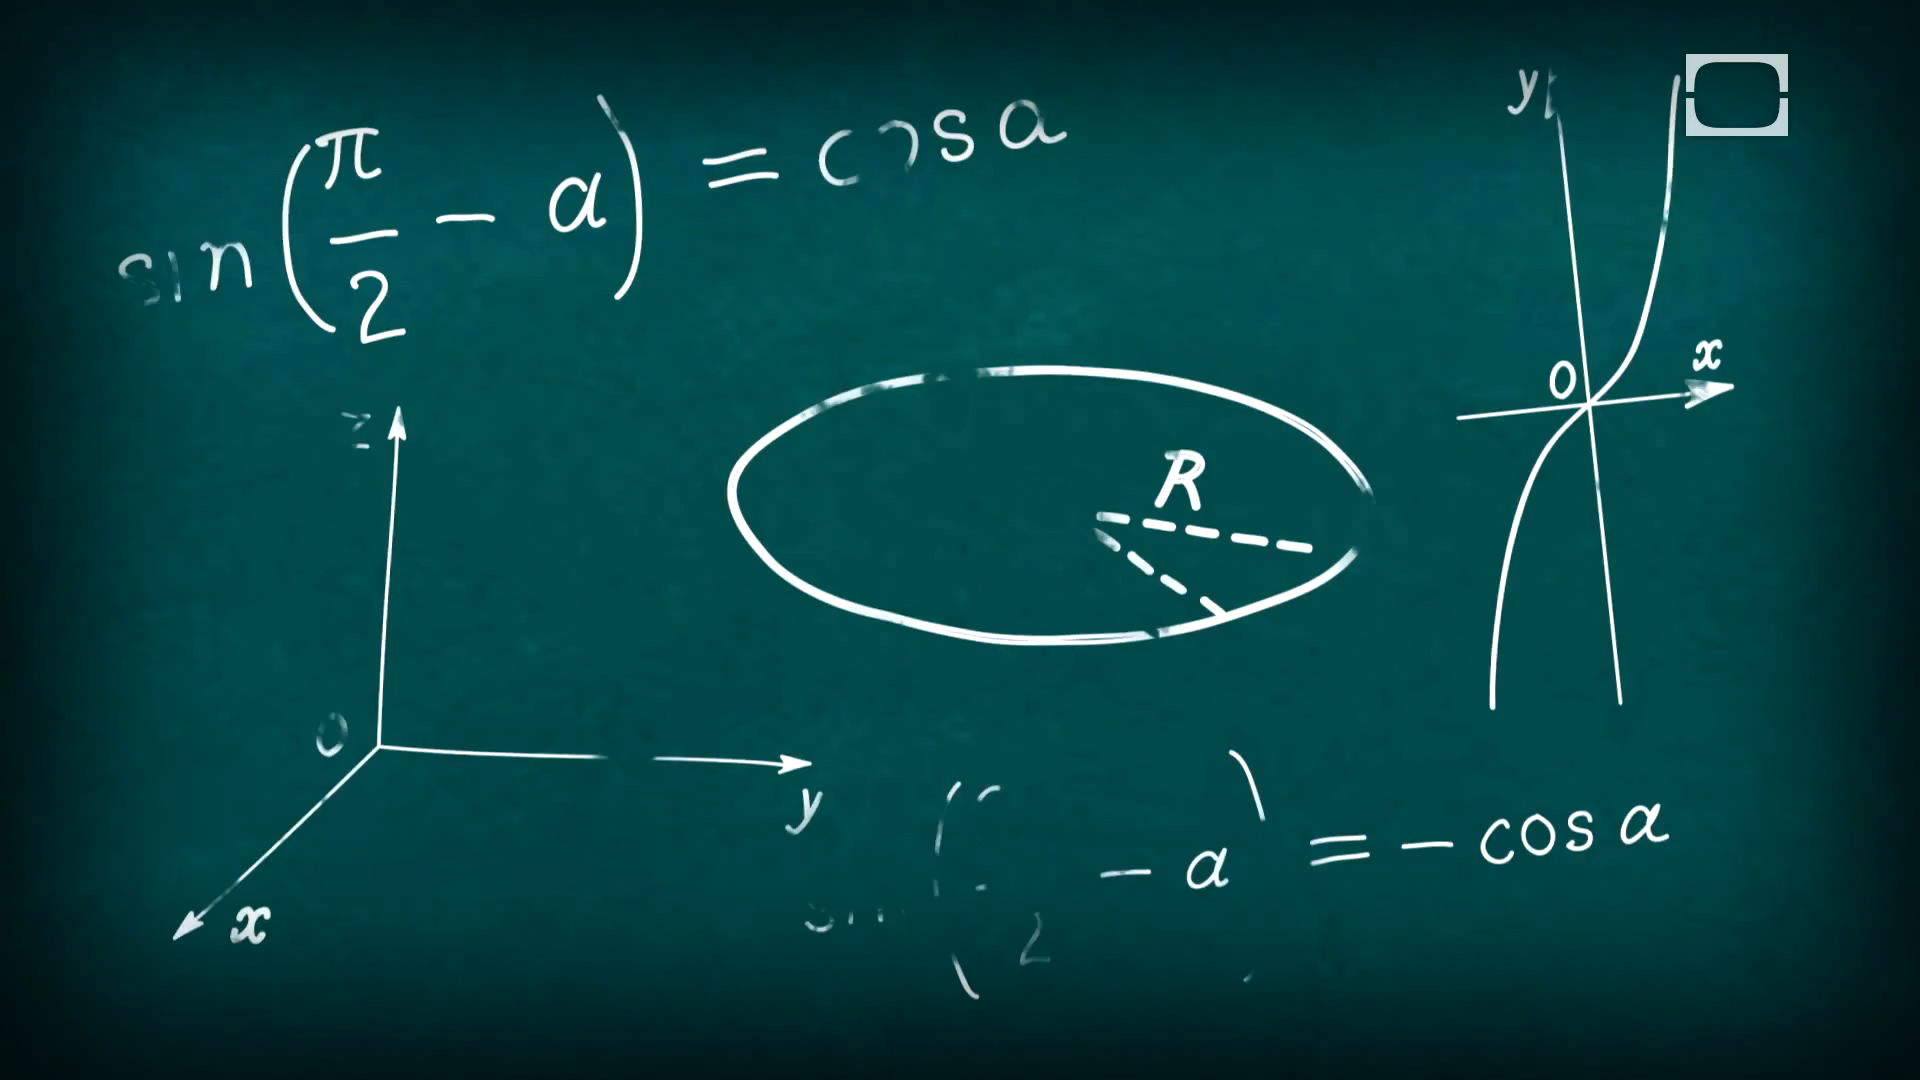 sin(π/2 - a) = cos a
y
x
0
R
z
0
y
x
- a) = - cos a